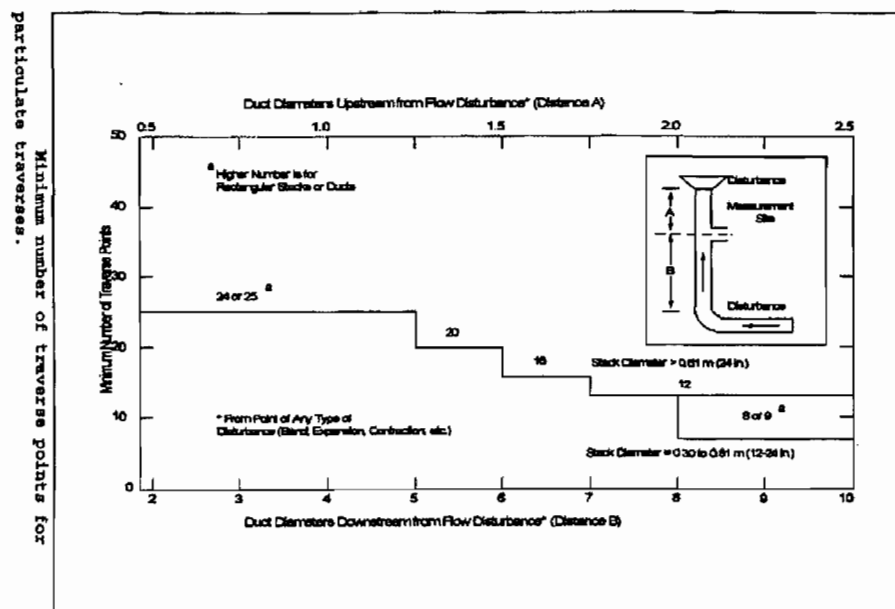 Minimum number of traverse points for
particulate traverses.
Duct Diameters Upstream from Flow Disturbance* (Distance A)
0.5 1.0 1.5 2.0 2.5
50
40
30
20
10
0
Minimum Number of Traverse Points
a Higher Number is for
Rectangular Stacks or Ducts
24 or 25 a
20
16
Stack Diameter > 0.61 m (24 in.)
12
8 or 9 a
Stack Diameter = 0.30 to 0.61 m (12-24 in.)
* From Point of Any Type of
Disturbance (Bend, Expansion, Contraction, etc.)
Disturbance
A
Measurement
Site
B
Disturbance
2 3 4 5 6 7 8 9 10
Duct Diameters Downstream from Flow Disturbance* (Distance B)